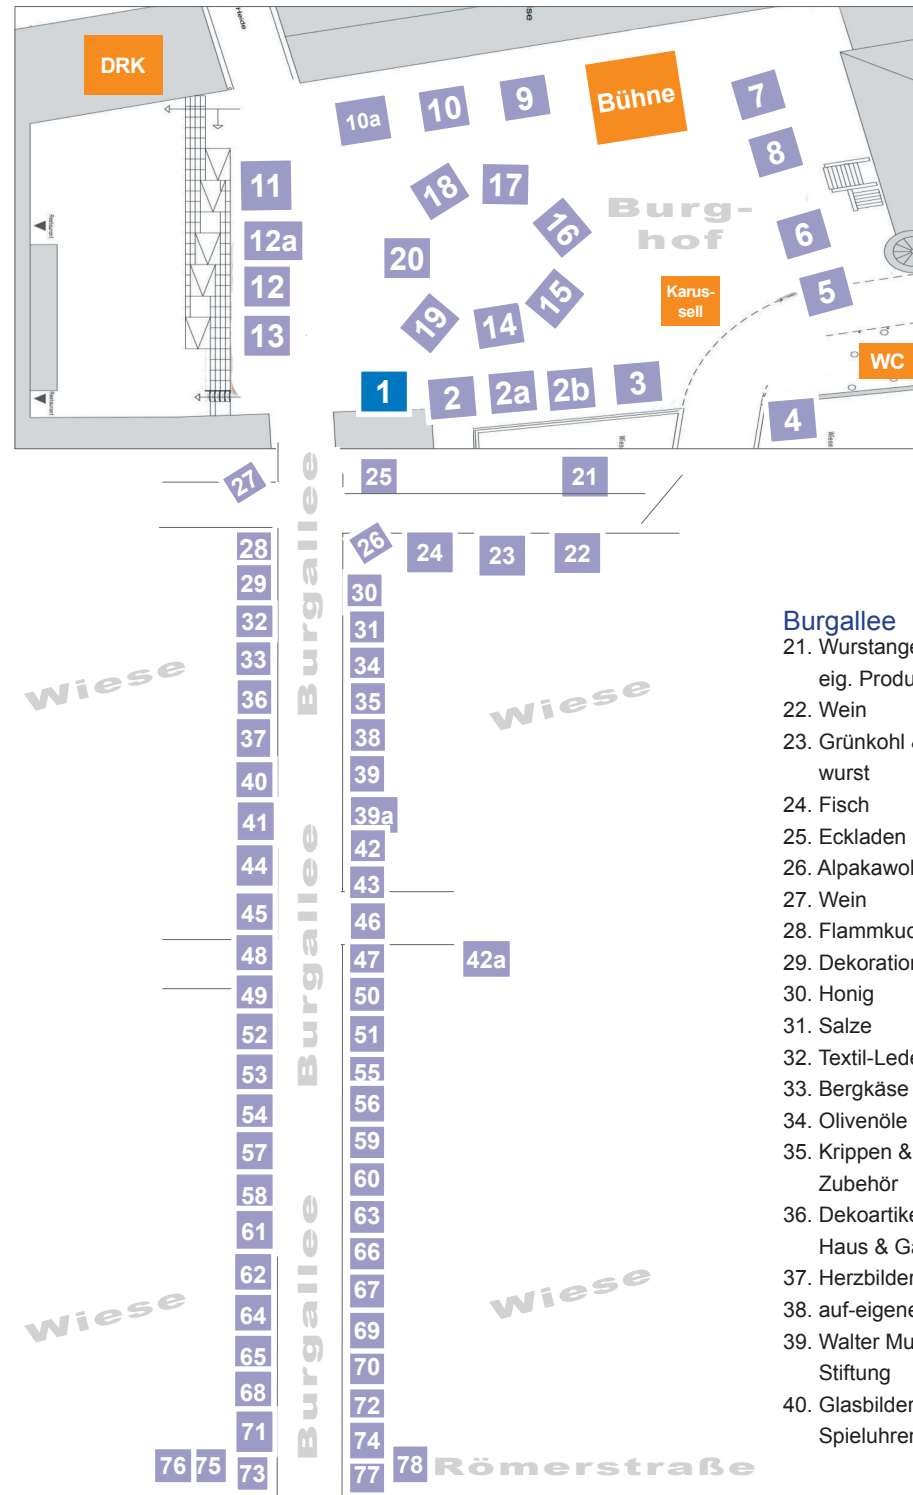 Heide
DRK
Bühne
7
9
10
10a
8
11
18
17
16
Burg-
hof
6
Restaurant
12a
20
12
15
Karus-
sell
5
19
14
13
WC
1
2
2a
2b
3
4
Restaurant
Wiese
27
25
21
Burgallee
26
28
24
23
22
29
30
32
31
33
34
Wiese
Wiese
36
35
37
38
40
39
41
39a
42
Burgallee
44
43
45
46
48
47
42a
49
50
52
51
53
55
54
56
57
59
58
60
Burgallee
61
63
62
66
64
67
Wiese
Wiese
65
69
68
70
71
72
74
76
75
73
77
78
Römerstraße
Burgallee
21. Wurstange
eig. Produ
22. Wein
23. Grünkohl
wurst
24. Fisch
25. Eckladen
26. Alpakawol
27. Wein
28. Flammkuc
29. Dekoration
30. Honig
31. Salze
32. Textil-Lede
33. Bergkäse
34. Olivenöle
35. Krippen &
Zubehör
36. Dekoartike
Haus & Ga
37. Herzbilder
38. auf-eigene
39. Walter Mu
Stiftung
40. Glasbilder
Spieluhren